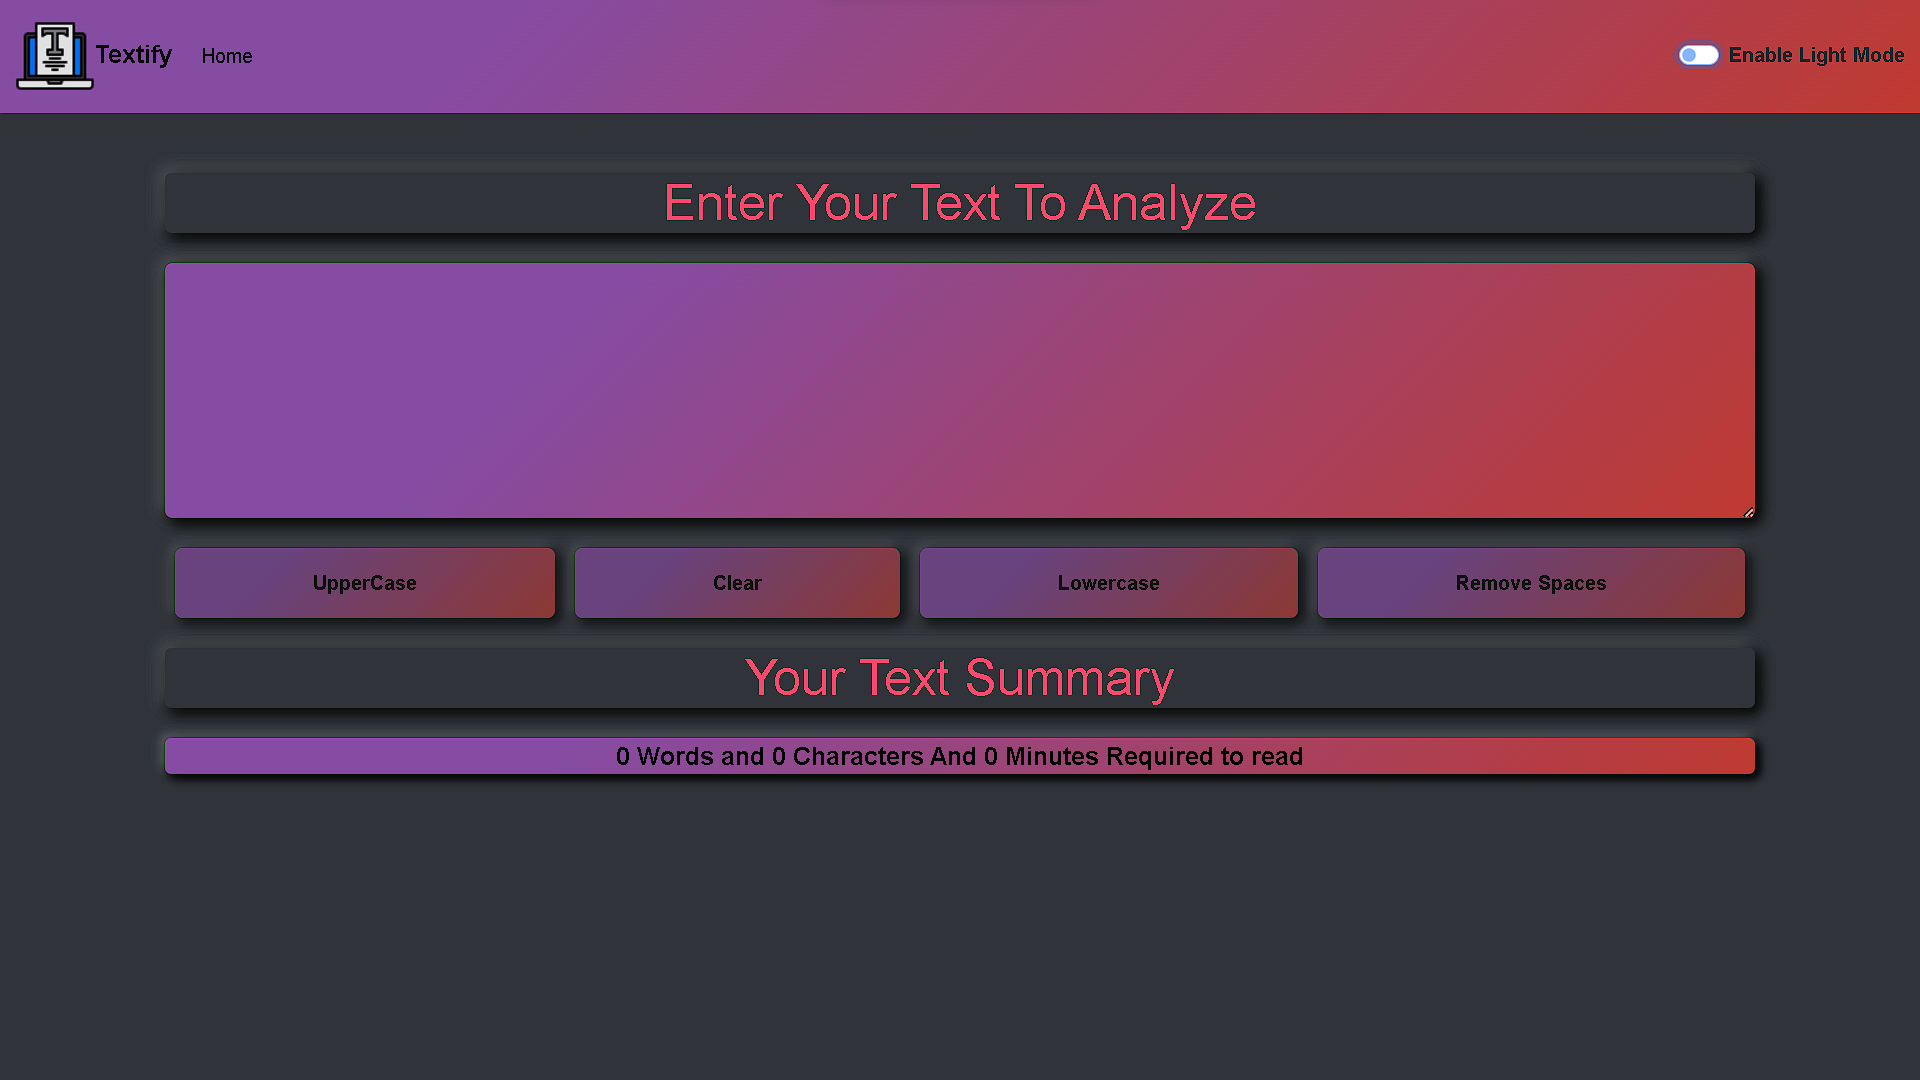 Textify Home Enable Light Mode
Enter Your Text To Analyze
UpperCase Clear Lowercase Remove Spaces
Your Text Summary
0 Words and 0 Characters And 0 Minutes Required to read